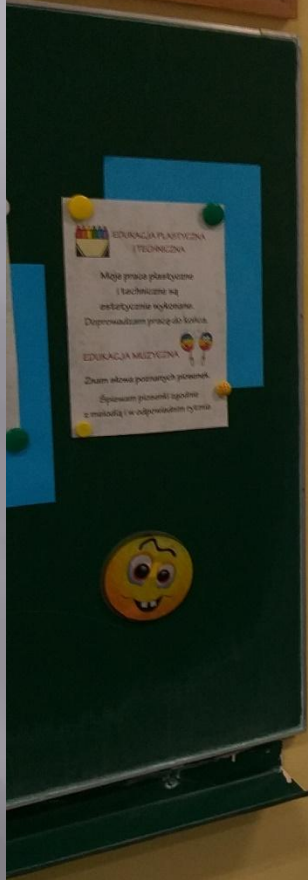 EDUKACJA PLASTYCZNA
I TECHNICZNA
Moje prace plastyczne
i techniczne są
estetycznie wykonane.
Doprowadzam pracę do końca.
EDUKACJA MUZYCZNA
Znam słowa poznanych piosenek.
Śpiewam piosenki zgodnie
z melodią i w odpowiednim rytmie